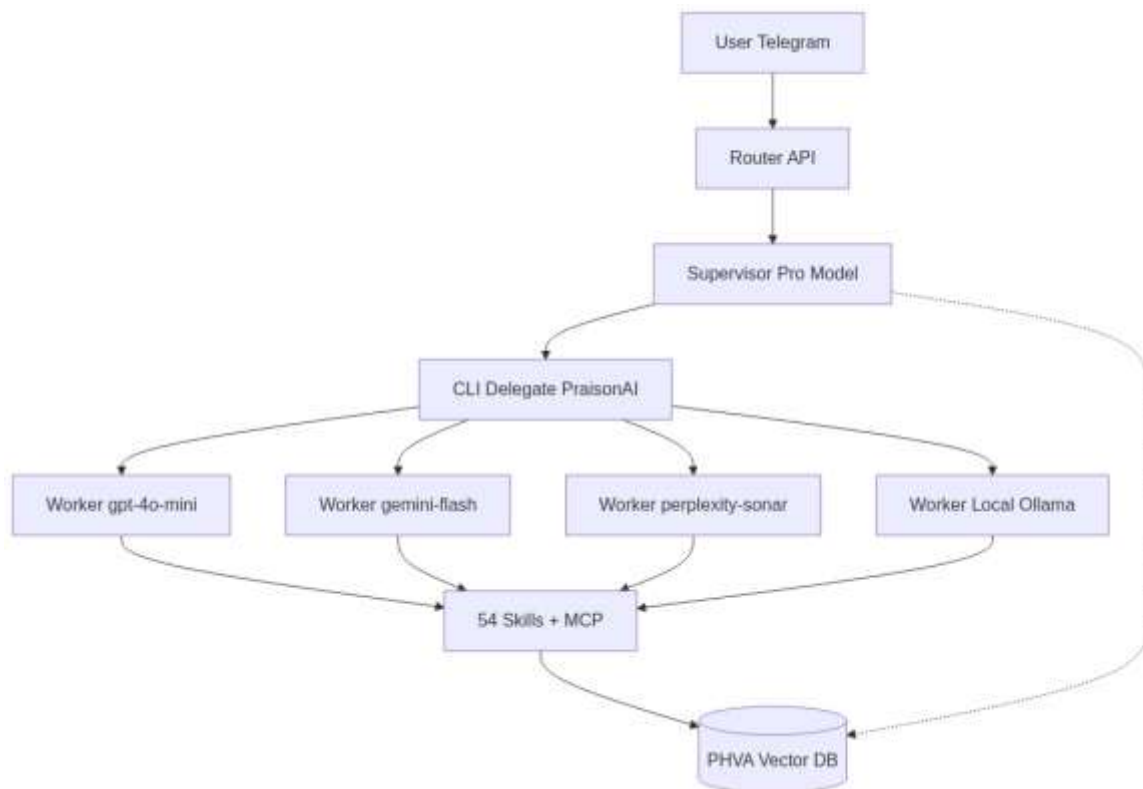 User Telegram
Router API
Supervisor Pro Model
CLI Delegate PraisonAI
Worker gpt-4o-mini
Worker gemini-flash
Worker perplexity-sonar
Worker Local Ollama
54 Skills + MCP
PHVA Vector DB